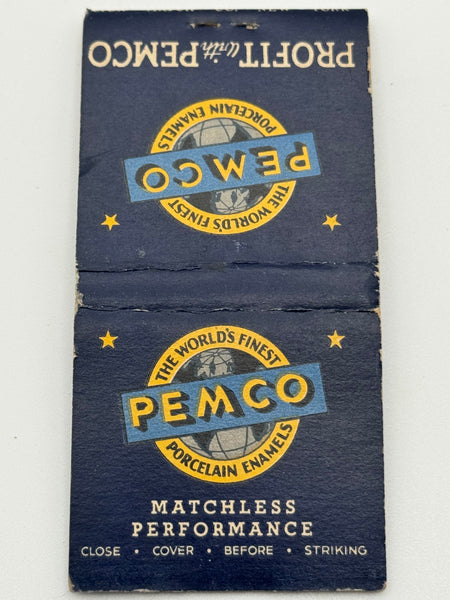 PROFIT with PEMCO
THE WORLD'S FINEST
PEMCO
PORCELAIN ENAMELS
THE WORLD'S FINEST
PEMCO
PORCELAIN ENAMELS
MATCHLESS
PERFORMANCE
CLOSE • COVER • BEFORE • STRIKING